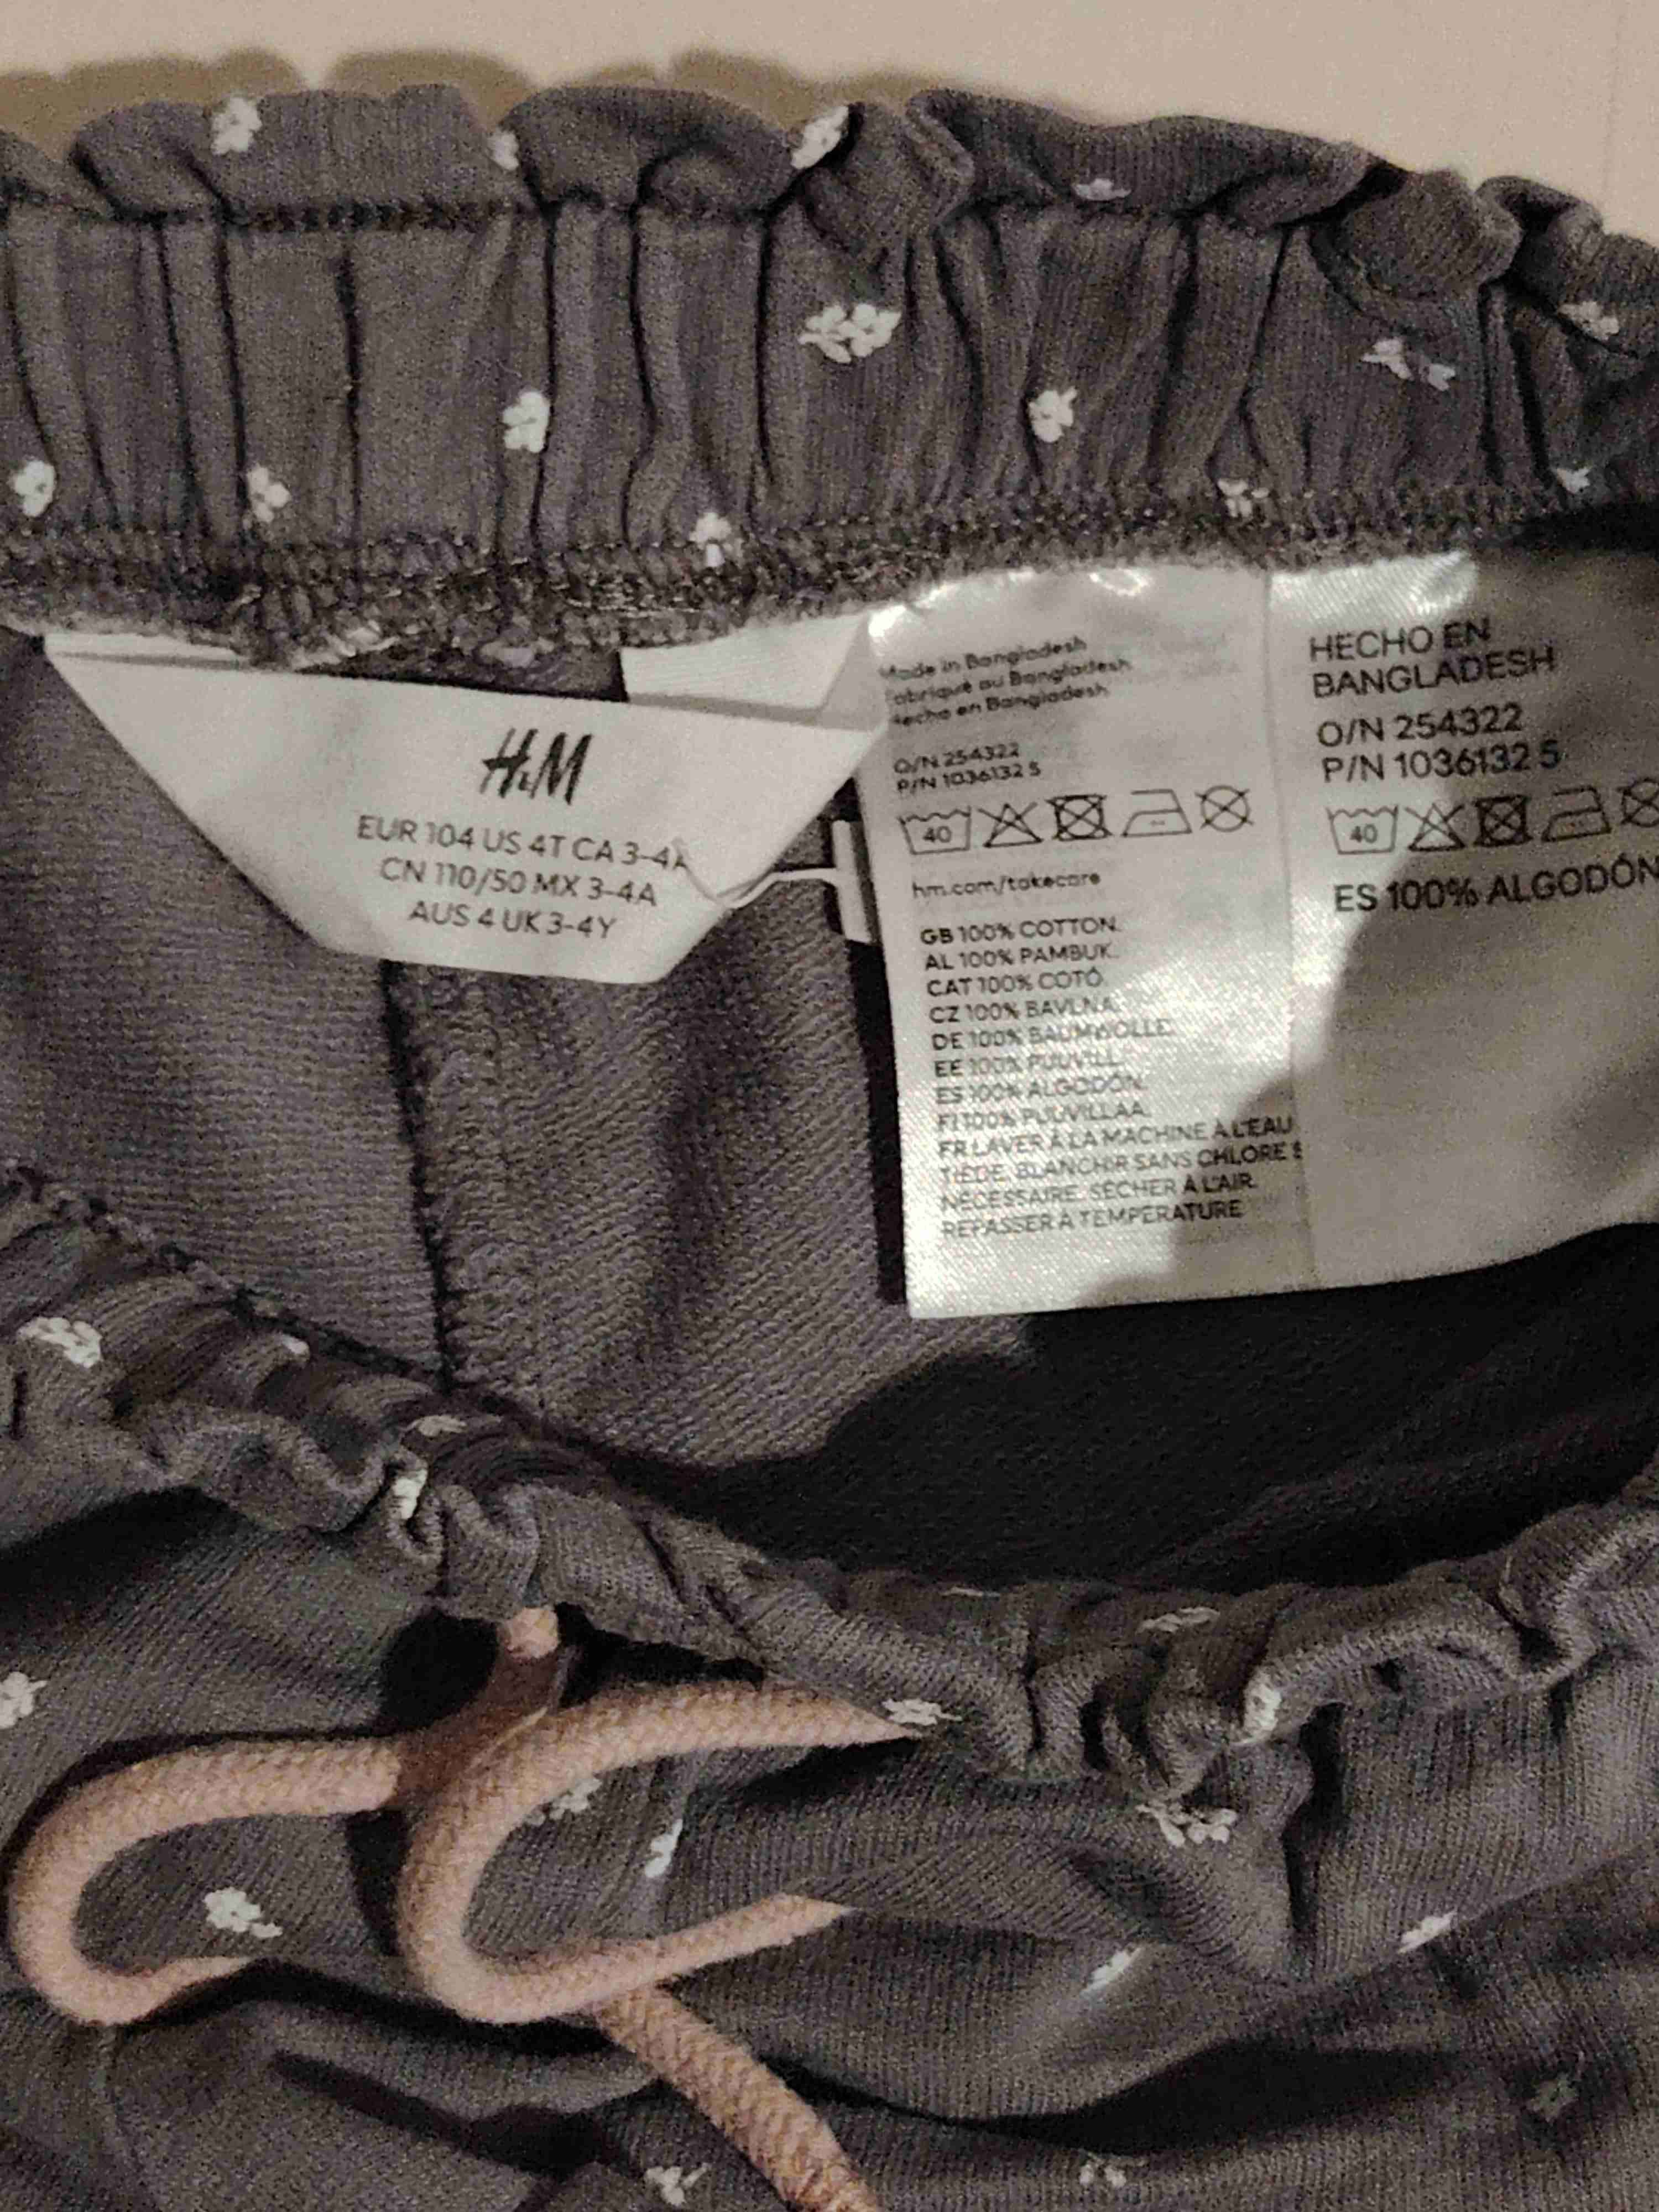 H&M
EUR 104 US 4T CA 3-4A
CN 110/50 MX 3-4A
AUS 4 UK 3-4Y
Made in Bangladesh
Fabriqué au Bangladesh
Hecho en Bangladesh
O/N 254322
P/N 1036132 5
40
hm.com/takecare
GB 100% COTTON.
AL 100% PAMBUK.
CAT 100% COTÓ.
CZ 100% BAVLNA.
DE 100% BAUMWOLLE.
EE 100% PUUVILL.
ES 100% ALGODÓN.
FI 100% PUUVILLAA.
FR LAVER À LA MACHINE À L'EAU
TIÈDE. BLANCHIR SANS CHLORE S
NÉCESSAIRE. SÉCHER À L'AIR.
REPASSER À TEMPÉRATURE
HECHO EN
BANGLADESH
O/N 254322
P/N 1036132 5
40
ES 100% ALGODÓN